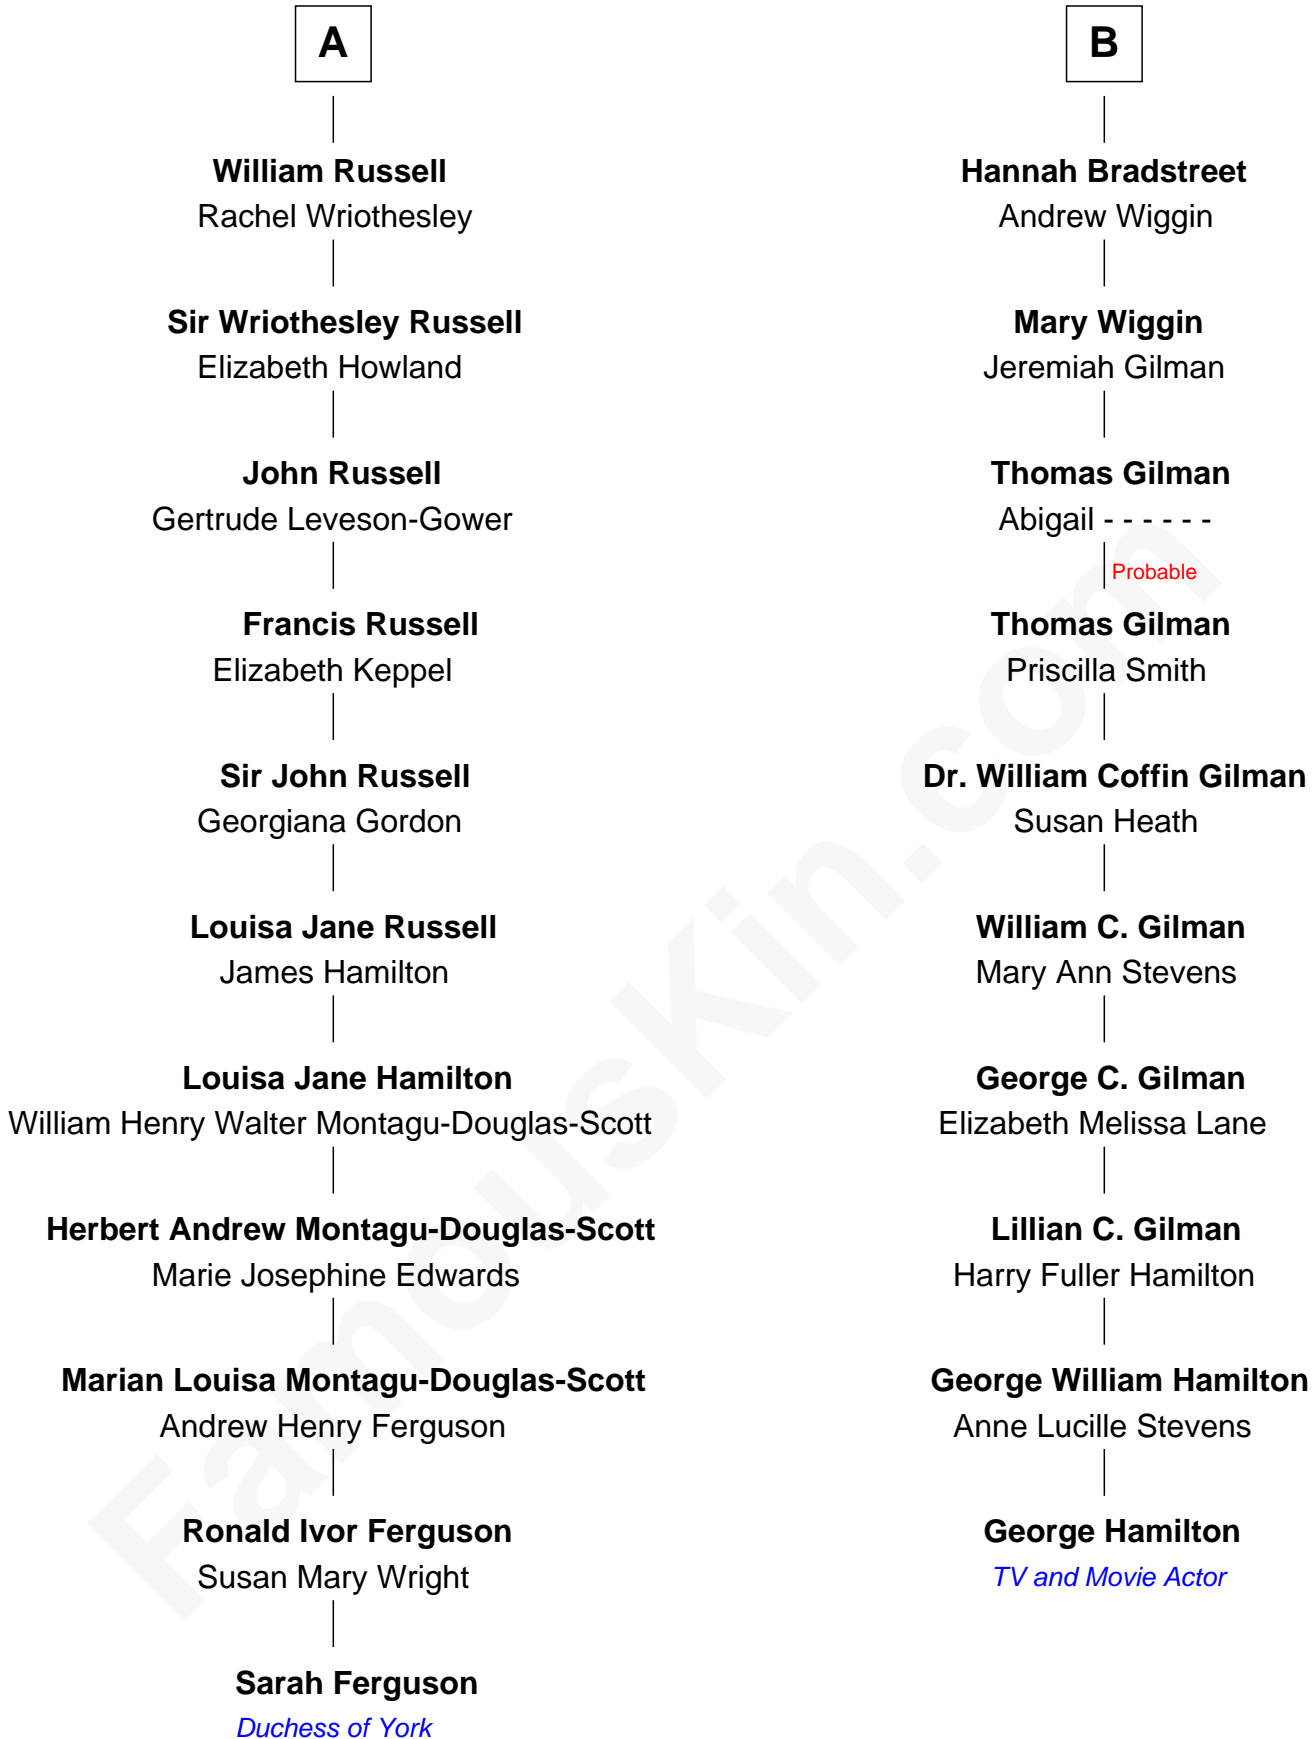 A
William Russell
Rachel Wriothesley
Sir Wriothesley Russell
Elizabeth Howland
John Russell
Gertrude Leveson-Gower
Francis Russell
Elizabeth Keppel
Sir John Russell
Georgiana Gordon
Louisa Jane Russell
James Hamilton
Louisa Jane Hamilton
William Henry Walter Montagu-Douglas-Scott
Herbert Andrew Montagu-Douglas-Scott
Marie Josephine Edwards
Marian Louisa Montagu-Douglas-Scott
Andrew Henry Ferguson
Ronald Ivor Ferguson
Susan Mary Wright
Sarah Ferguson
Duchess of York
B
Hannah Bradstreet
Andrew Wiggin
Mary Wiggin
Jeremiah Gilman
Thomas Gilman
Abigail - - - - - -
Probable
Thomas Gilman
Priscilla Smith
Dr. William Coffin Gilman
Susan Heath
William C. Gilman
Mary Ann Stevens
George C. Gilman
Elizabeth Melissa Lane
Lillian C. Gilman
Harry Fuller Hamilton
George William Hamilton
Anne Lucille Stevens
George Hamilton
TV and Movie Actor
FamousKin.com